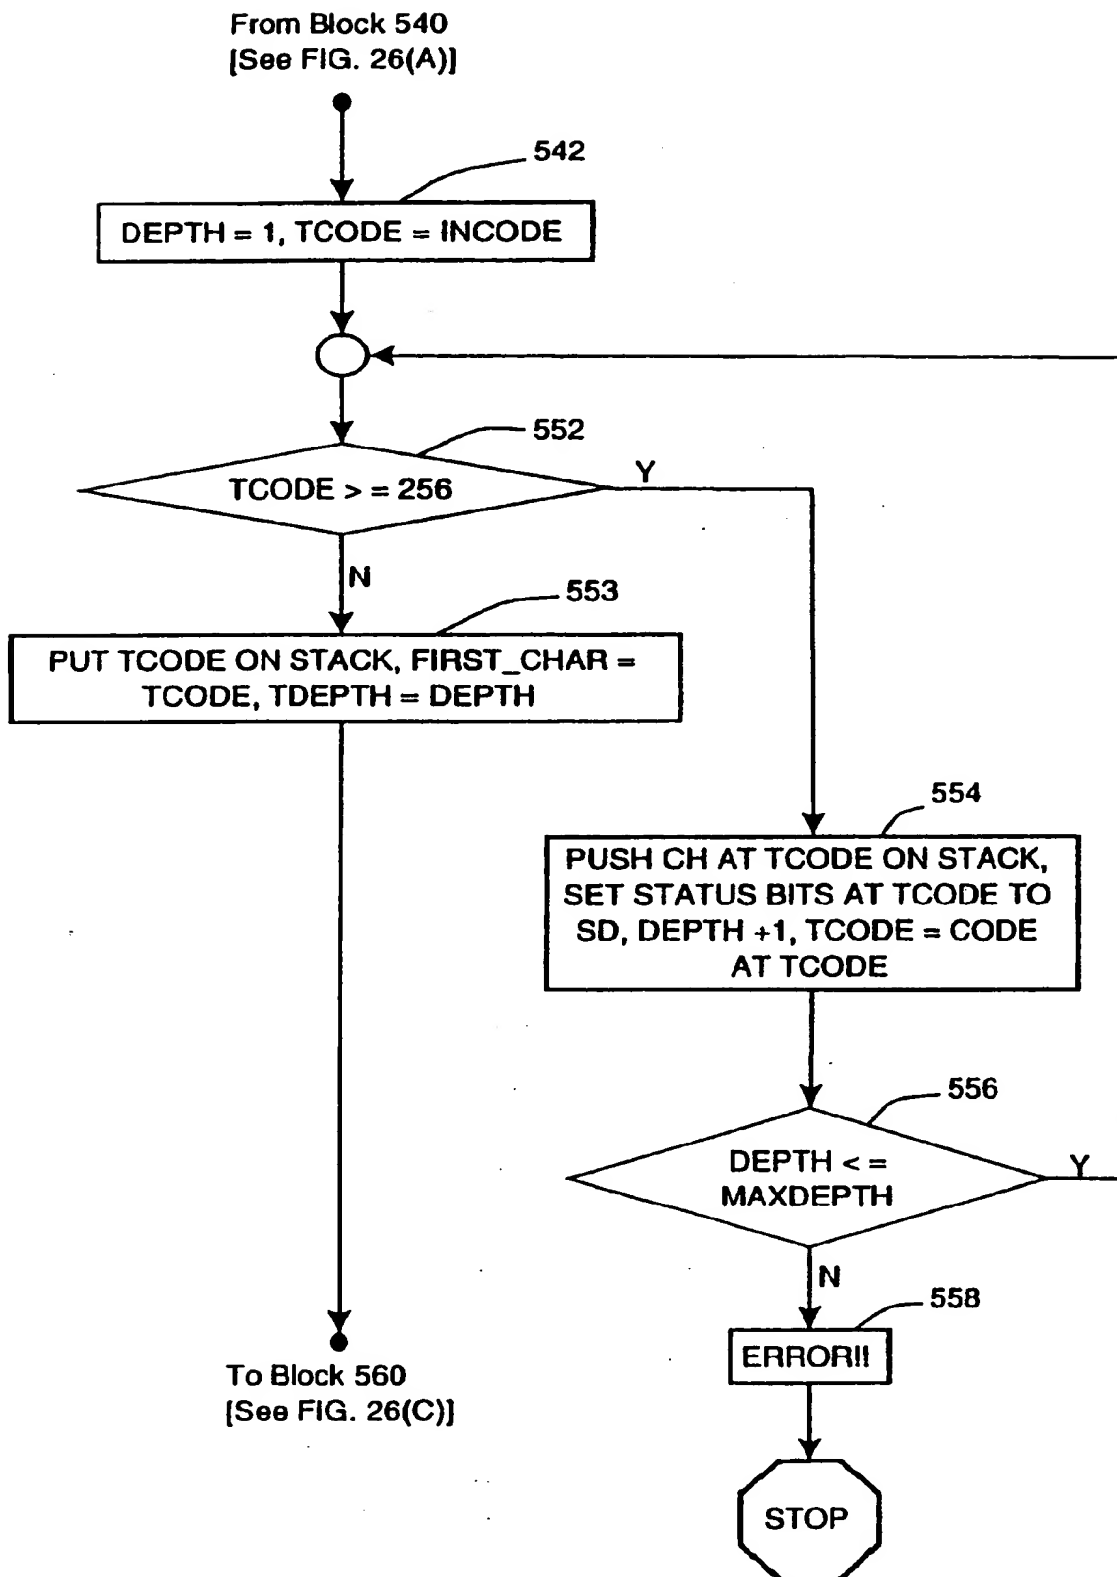 From Block 540
[See FIG. 26(A)]
542
DEPTH = 1, TCODE = INCODE
552
TCODE > = 256
Y
N
553
PUT TCODE ON STACK, FIRST_CHAR =
TCODE, TDEPTH = DEPTH
554
PUSH CH AT TCODE ON STACK,
SET STATUS BITS AT TCODE TO
SD, DEPTH +1, TCODE = CODE
AT TCODE
556
DEPTH < =
MAXDEPTH
Y
N
558
ERROR!!
To Block 560
[See FIG. 26(C)]
STOP